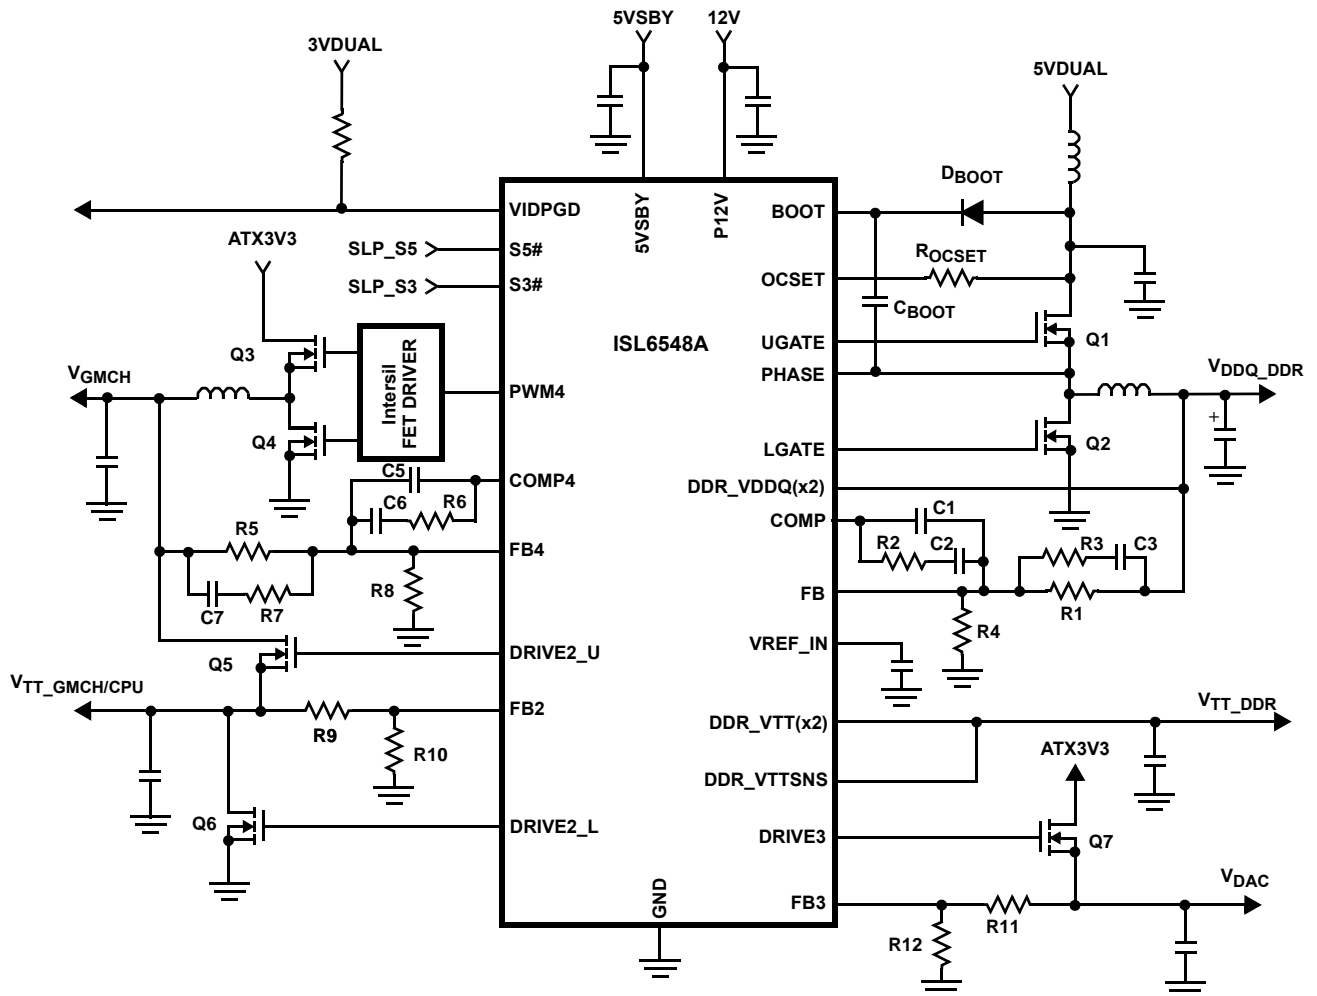 5VSBY
12V
3VDUAL
5VDUAL
DBOOT
VIDPGD
5VSBY
P12V
BOOT
ATX3V3
SLP_S5
S5#
ROCSET
SLP_S3
S3#
OCSET
CBOOT
Q3
Intersil
FET DRIVER
ISL6548A
UGATE
Q1
VGMCH
PHASE
VDDQ_DDR
PWM4
+
Q4
LGATE
Q2
C5
COMP4
DDR_VDDQ(x2)
C6
R6
COMP
C1
R2
C2
R3
C3
R5
FB4
R8
C7
R7
FB
R1
R4
Q5
DRIVE2_U
VREF_IN
VTT_GMCH/CPU
FB2
R9
R10
DDR_VTT(x2)
VTT_DDR
ATX3V3
DDR_VTTSNS
Q6
DRIVE2_L
DRIVE3
Q7
VDAC
GND
FB3
R11
R12